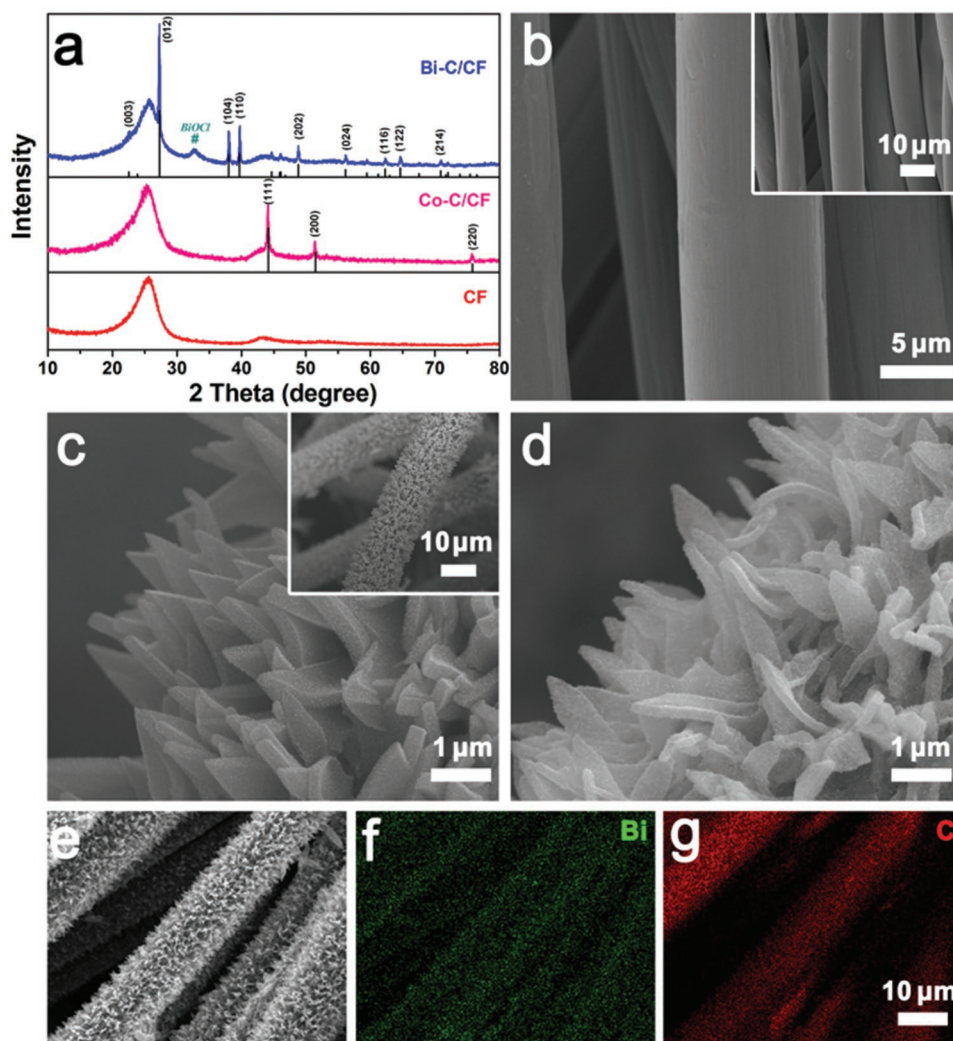 a
Intensity
(003)
(012)
BiOCl
#
(104)
(110)
(202)
(024)
(116)
(122)
(214)
Bi-C/CF
(111)
(200)
(220)
Co-C/CF
CF
10 20 30 40 50 60 70 80
2 Theta (degree)
b
10 µm
5 µm
c
10 µm
1 µm
d
1 µm
e
f
Bi
g
C
10 µm